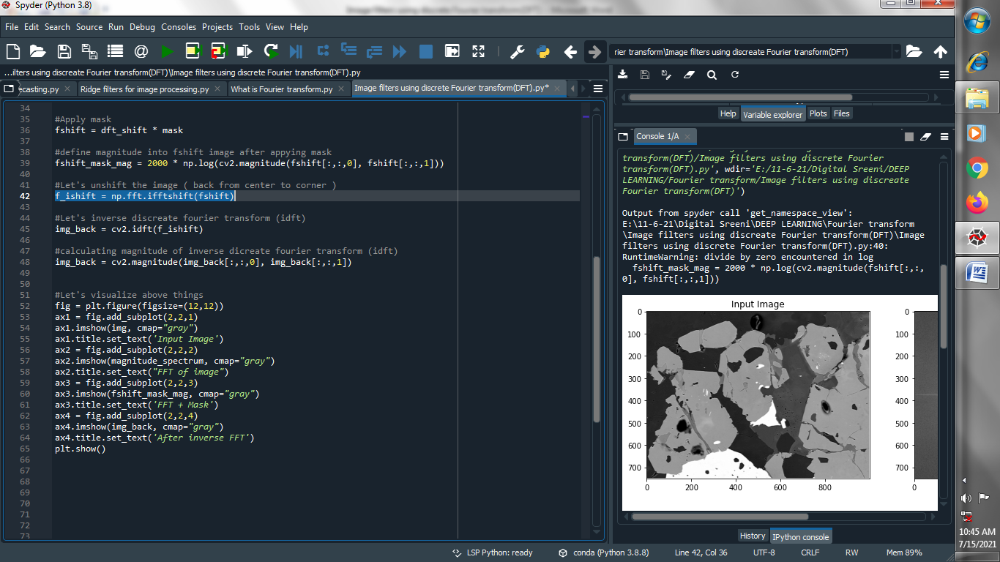 Spyder (Python 3.8)
Image filters using discrete Fourier transform(DFT) - Microsoft Word
File Edit Search Source Run Debug Consoles Projects Tools View Help
rier transform\Image filters using discreate Fourier transform(DFT)
...ilters using discreate Fourier transform(DFT)\Image filters using discrete Fourier transform(DFT).py
ecasting.py Ridge filters for image processing.py What is Fourier transform.py Image filters using discrete Fourier transform(DFT).py*
34
35 #Apply mask
36 fshift = dft_shift * mask
37
38 #define magnitude into fshift image after appying mask
39 fshift_mask_mag = 2000 * np.log(cv2.magnitude(fshift[:,:,0], fshift[:,:,1]))
40
41 #Let's unshift the image ( back from center to corner )
42 f_ishift = np.fft.ifftshift(fshift)
43
44 #Let's inverse discreate fourier transform (idft)
45 img_back = cv2.idft(f_ishift)
46
47 #calculating magnitude of inverse dicreate fourier transform (idft)
48 img_back = cv2.magnitude(img_back[:,:,0], img_back[:,:,1])
49
50
51 #Let's visualize above things
52 fig = plt.figure(figsize=(12,12))
53 ax1 = fig.add_subplot(2,2,1)
54 ax1.imshow(img, cmap="gray")
55 ax1.title.set_text('Input Image')
56 ax2 = fig.add_subplot(2,2,2)
57 ax2.imshow(magnitude_spectrum, cmap="gray")
58 ax2.title.set_text("FFT of image")
59 ax3 = fig.add_subplot(2,2,3)
60 ax3.imshow(fshift_mask_mag, cmap="gray")
61 ax3.title.set_text('FFT + Mask')
62 ax4 = fig.add_subplot(2,2,4)
63 ax4.imshow(img_back, cmap="gray")
64 ax4.title.set_text('After inverse FFT')
65 plt.show()
66
67
68
69
70
71
72
73
Help Variable explorer Plots Files
Console 1/A
transform(DFT)/Image filters using discrete Fourier
transform(DFT).py', wdir='E:/11-6-21/Digital Sreeni/DEEP
LEARNING/Fourier transform/Image filters using discreate
Fourier transform(DFT)')
Output from spyder call 'get_namespace_view':
E:\11-6-21\Digital Sreeni\DEEP LEARNING\Fourier transform
\Image filters using discreate Fourier transform(DFT)\Image
filters using discrete Fourier transform(DFT).py:40:
RuntimeWarning: divide by zero encountered in log
fshift_mask_mag = 2000 * np.log(cv2.magnitude(fshift[:,:,
0], fshift[:,:,1]))
Input Image
0 0
100 100
200 200
300 300
400 400
500 500
600 600
700 700
0 200 400 600 800 0
History IPython console
LSP Python: ready conda (Python 3.8.8) Line 42, Col 36 UTF-8 CRLF RW Mem 89%
10:45 AM
7/15/2021